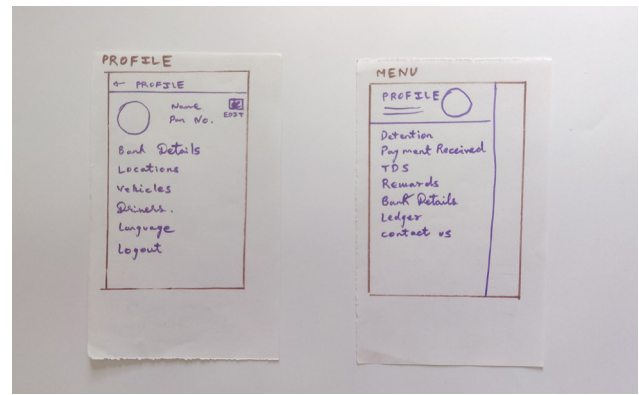 PROFILE
← PROFILE
Name
Pan No.
EDIT
Bank Details
Locations
Vehicles
Drivers.
Language
Logout
MENU
PROFILE
Detention
Payment Received
TDS
Rewards
Bank Details
Ledger
contact us